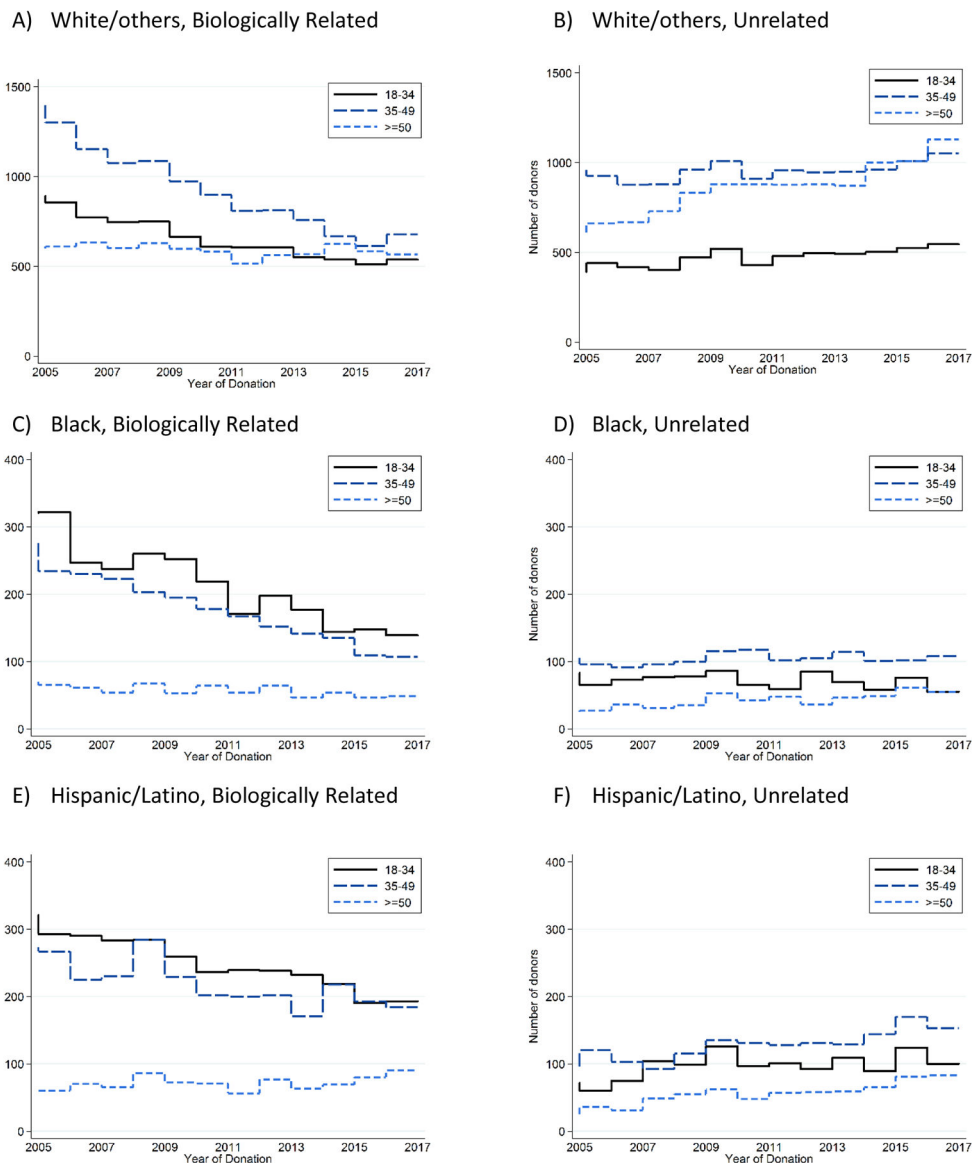 A) White/others, Biologically Related
1500
1000
500
0
18-34
35-49
>=50
2005 2007 2009 2011 2013 2015 2017
Year of Donation
B) White/others, Unrelated
Number of donors
1500
1000
500
0
18-34
35-49
>=50
2005 2007 2009 2011 2013 2015 2017
Year of Donation
C) Black, Biologically Related
400
300
200
100
0
18-34
35-49
>=50
2005 2007 2009 2011 2013 2015 2017
Year of Donation
D) Black, Unrelated
Number of donors
400
300
200
100
0
18-34
35-49
>=50
2005 2007 2009 2011 2013 2015 2017
Year of Donation
E) Hispanic/Latino, Biologically Related
400
300
200
100
0
18-34
35-49
>=50
2005 2007 2009 2011 2013 2015 2017
Year of Donation
F) Hispanic/Latino, Unrelated
Number of donors
400
300
200
100
0
18-34
35-49
>=50
2005 2007 2009 2011 2013 2015 2017
Year of Donation